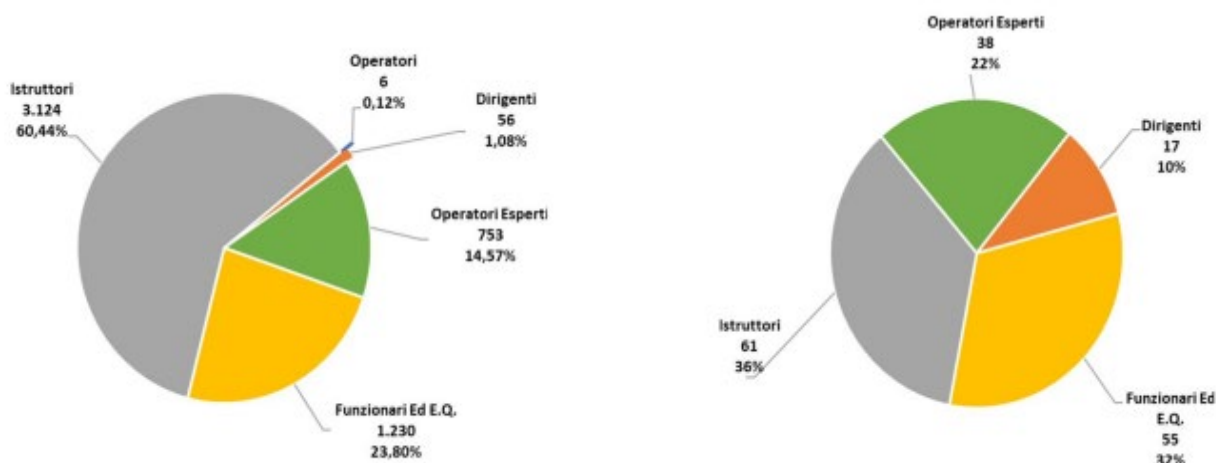 Operatori
6
0,12%
Istruttori
3.124
60,44%
Dirigenti
56
1,08%
Operatori Esperti
753
14,57%
Funzionari Ed E.Q.
1.230
23,80%
Operatori Esperti
38
22%
Dirigenti
17
10%
Istruttori
61
36%
Funzionari Ed
E.Q.
55
32%